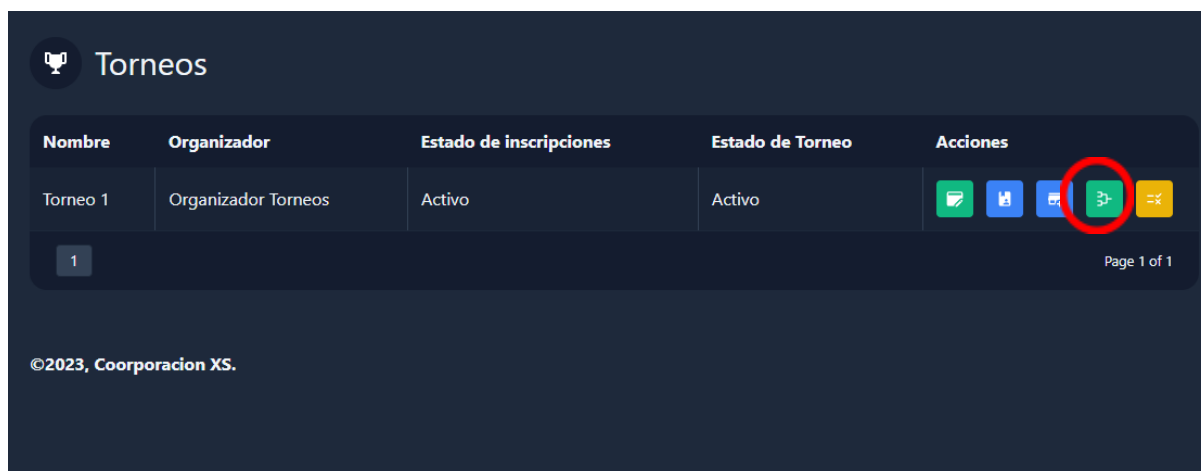 Torneos
Nombre Organizador Estado de inscripciones Estado de Torneo Acciones
Torneo 1 Organizador Torneos Activo Activo
1 Page 1 of 1
©2023, Coorporacion XS.